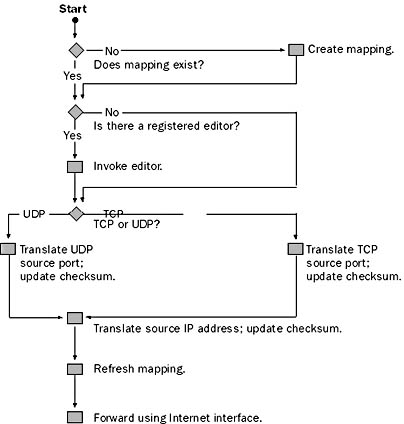 Start
No
Create mapping.
Does mapping exist?
Yes
No
Is there a registered editor?
Yes
Invoke editor.
UDP
TCP
TCP or UDP?
Translate UDP
source port;
update checksum.
Translate TCP
source port;
update checksum.
Translate source IP address; update checksum.
Refresh mapping.
Forward using Internet interface.